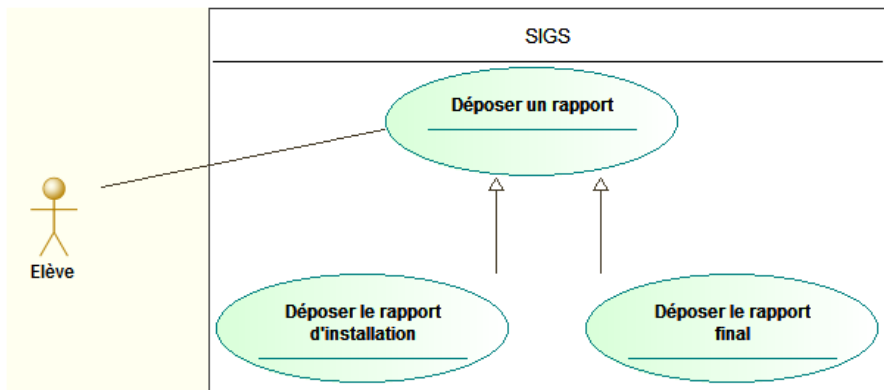 SIGS
Déposer un rapport
Elève
Déposer le rapport
d'installation
Déposer le rapport
final